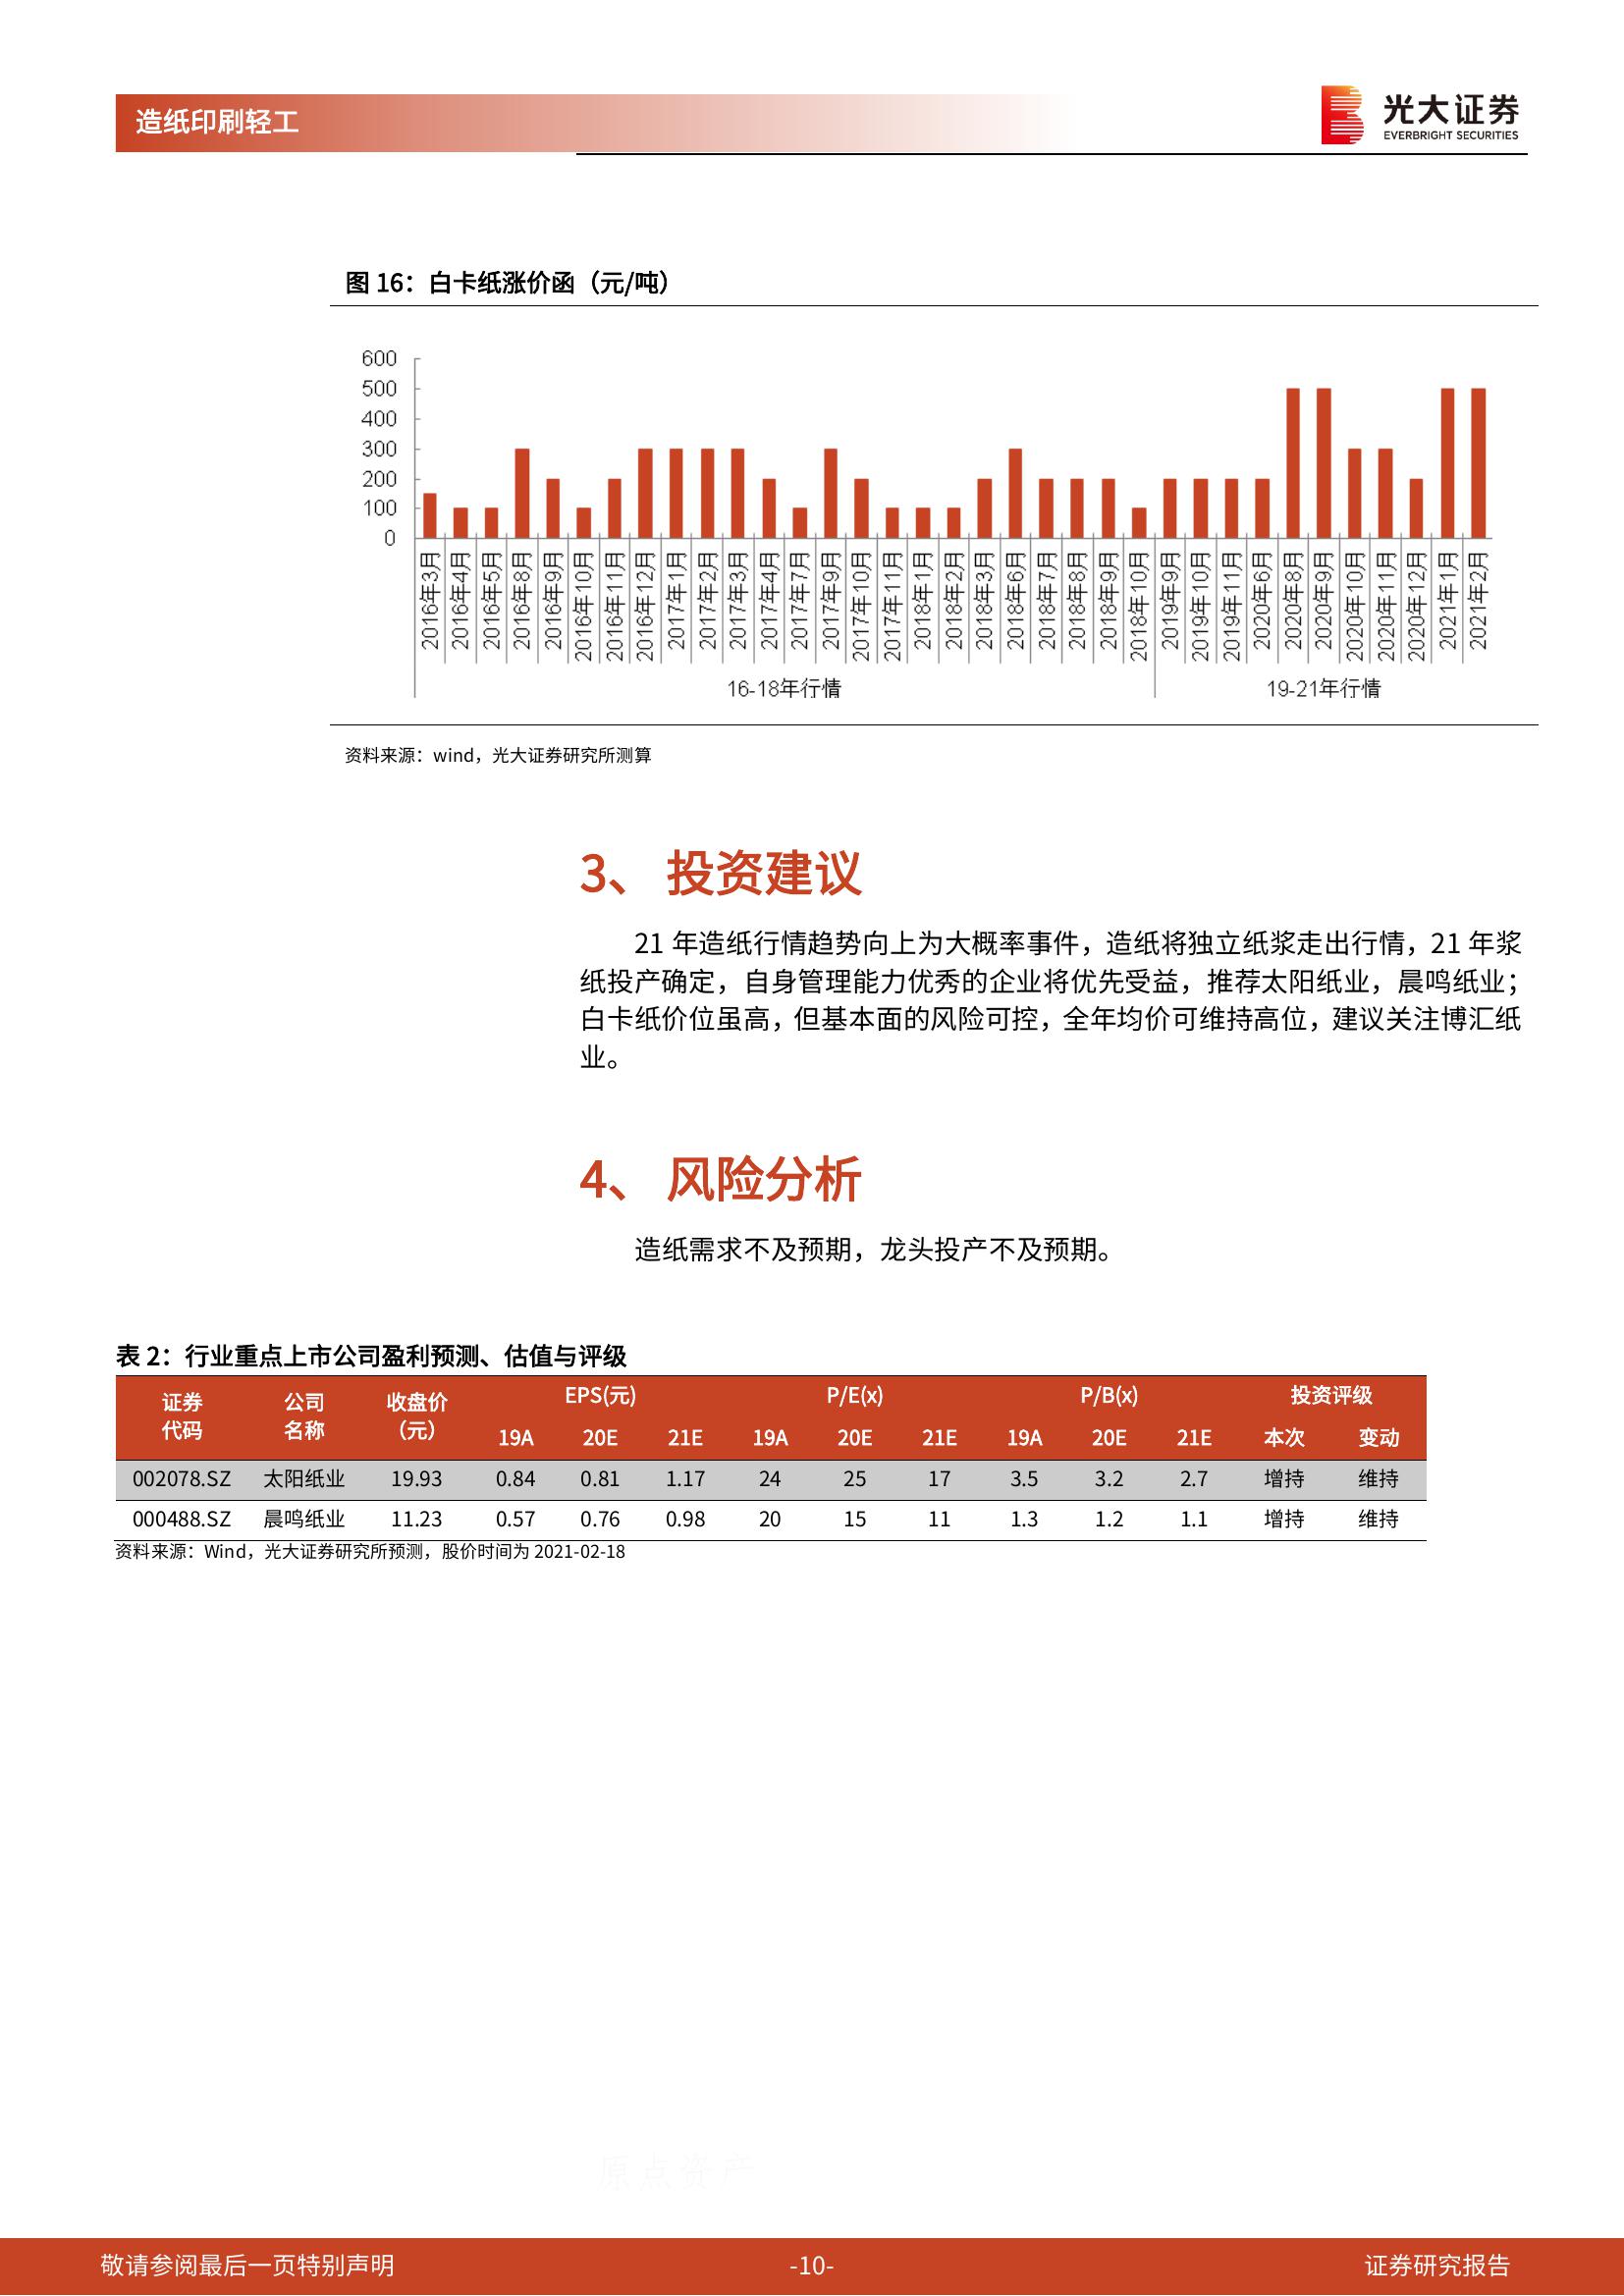 造纸印刷轻工
光大证券
EVERBRIGHT SECURITIES
图 16：白卡纸涨价函（元/吨）
600
500
400
300
200
100
0
2016年3月
2016年4月
2016年5月
2016年8月
2016年9月
2016年10月
2016年11月
2016年12月
2017年1月
2017年2月
2017年3月
2017年4月
2017年7月
2017年9月
2017年10月
2017年11月
2018年1月
2018年2月
2018年3月
2018年6月
2018年7月
2018年8月
2018年9月
2018年10月
2019年9月
2019年10月
2019年11月
2020年6月
2020年8月
2020年9月
2020年10月
2020年11月
2020年12月
2021年1月
2021年2月
16-18年行情 19-21年行情
资料来源：wind，光大证券研究所测算
3、 投资建议
21 年造纸行情趋势向上为大概率事件，造纸将独立纸浆走出行情，21 年浆
纸投产确定，自身管理能力优秀的企业将优先受益，推荐太阳纸业，晨鸣纸业；
白卡纸价位虽高，但基本面的风险可控，全年均价可维持高位，建议关注博汇纸
业。
4、 风险分析
造纸需求不及预期，龙头投产不及预期。
表 2：行业重点上市公司盈利预测、估值与评级
证券 公司 收盘价 EPS(元) P/E(x) P/B(x) 投资评级
代码 名称 （元） 19A 20E 21E 19A 20E 21E 19A 20E 21E 本次 变动
002078.SZ 太阳纸业 19.93 0.84 0.81 1.17 24 25 17 3.5 3.2 2.7 增持 维持
000488.SZ 晨鸣纸业 11.23 0.57 0.76 0.98 20 15 11 1.3 1.2 1.1 增持 维持
资料来源：Wind，光大证券研究所预测，股价时间为 2021-02-18
原点资产
敬请参阅最后一页特别声明 -10- 证券研究报告